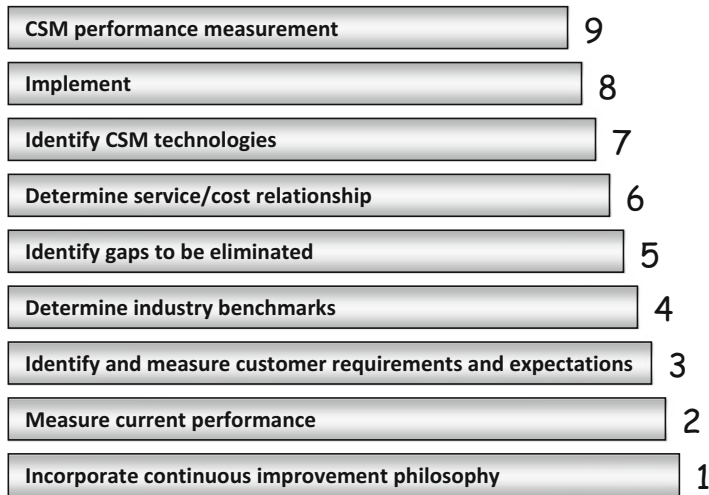 CSM performance measurement 9
Implement 8
Identify CSM technologies 7
Determine service/cost relationship 6
Identify gaps to be eliminated 5
Determine industry benchmarks 4
Identify and measure customer requirements and expectations 3
Measure current performance 2
Incorporate continuous improvement philosophy 1